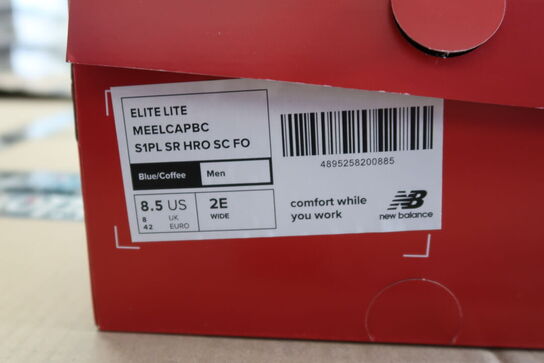 ELITE LITE
MEELCAPBC
S1PL SR HRO SC FO
Blue/Coffee Men
8.5 US
8 UK
42 EURO
2E
WIDE
4895258200885
comfort while
you work
NB
new balance